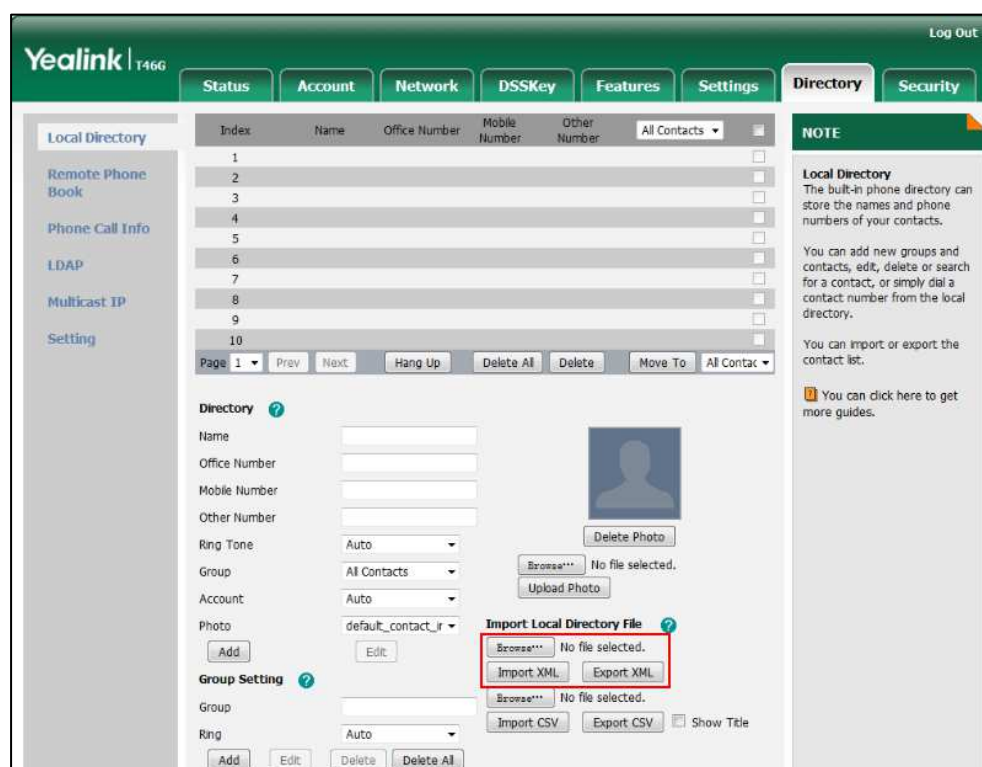 Log Out
Yealink | T46G
Status Account Network DSSKey Features Settings Directory Security
Local Directory
Remote Phone
Book
Phone Call Info
LDAP
Multicast IP
Setting
Index Name Office Number Mobile Number Other Number All Contacts
1
2
3
4
5
6
7
8
9
10
Page 1 Prev Next Hang Up Delete All Delete Move To All Contac
Directory ?
Name
Office Number
Mobile Number
Other Number
Ring Tone Auto
Group All Contacts
Account Auto
Photo default_contact_ir
Add Edit
Delete Photo
Browse... No file selected.
Upload Photo
Import Local Directory File ?
Browse... No file selected.
Import XML Export XML
Browse... No file selected.
Import CSV Export CSV Show Title
Group Setting ?
Group
Ring Auto
Add Edit Delete Delete All
NOTE
Local Directory
The built-in phone directory can
store the names and phone
numbers of your contacts.
You can add new groups and
contacts, edit, delete or search
for a contact, or simply dial a
contact number from the local
directory.
You can import or export the
contact list.
? You can click here to get
more guides.